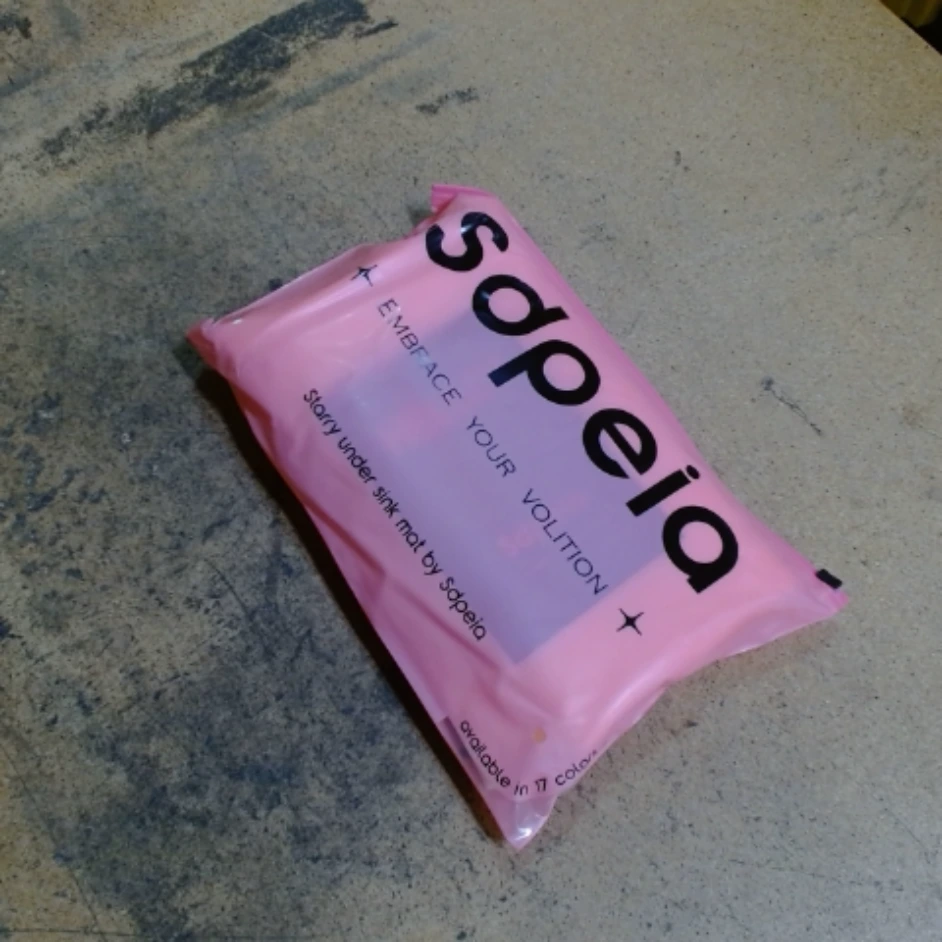 Sdpeia
EMBRACE YOUR VOLITION
Starry under sink mat by Sdpeia
available in 17 colors